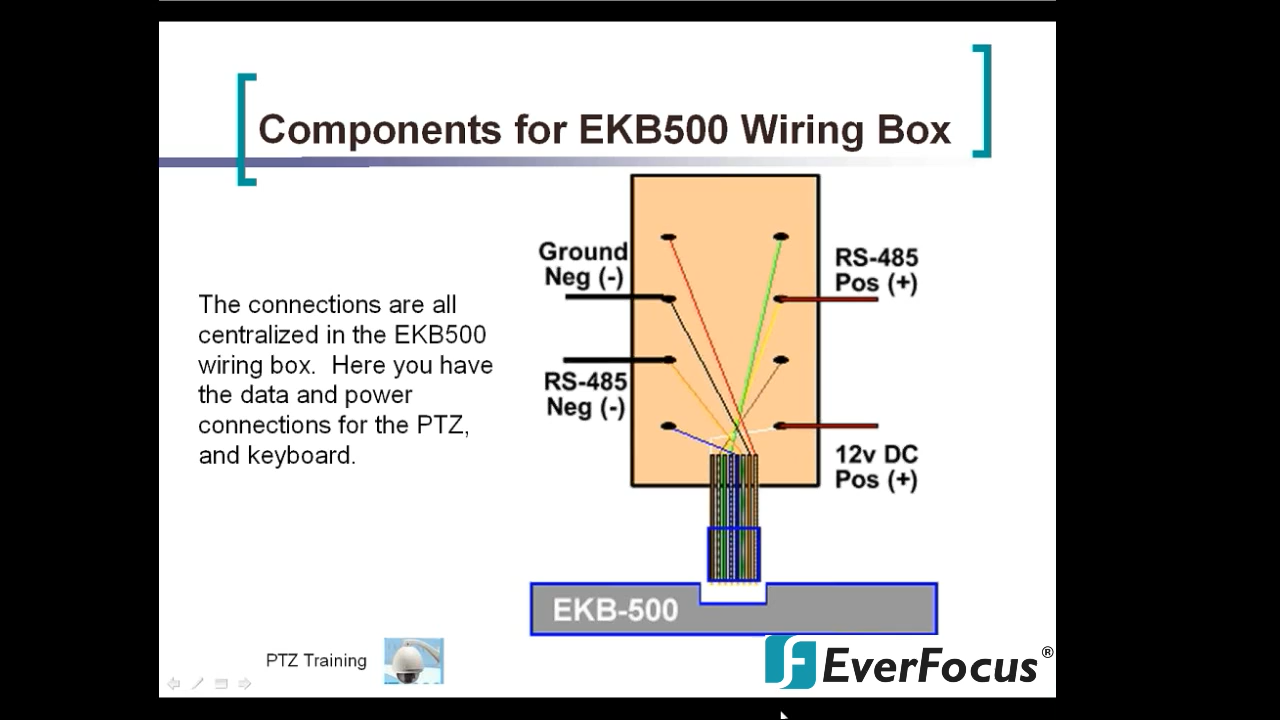 Components for EKB500 Wiring Box
The connections are all
centralized in the EKB500
wiring box. Here you have
the data and power
connections for the PTZ,
and keyboard.
Ground
Neg (-)
RS-485
Pos (+)
RS-485
Neg (-)
12v DC
Pos (+)
EKB-500
PTZ Training
EverFocus®